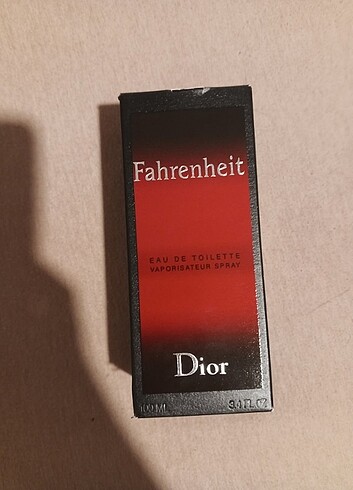 Fahrenheit
EAU DE TOILETTE
VAPORISATEUR SPRAY
Dior
100 ML 3.4 FL.OZ